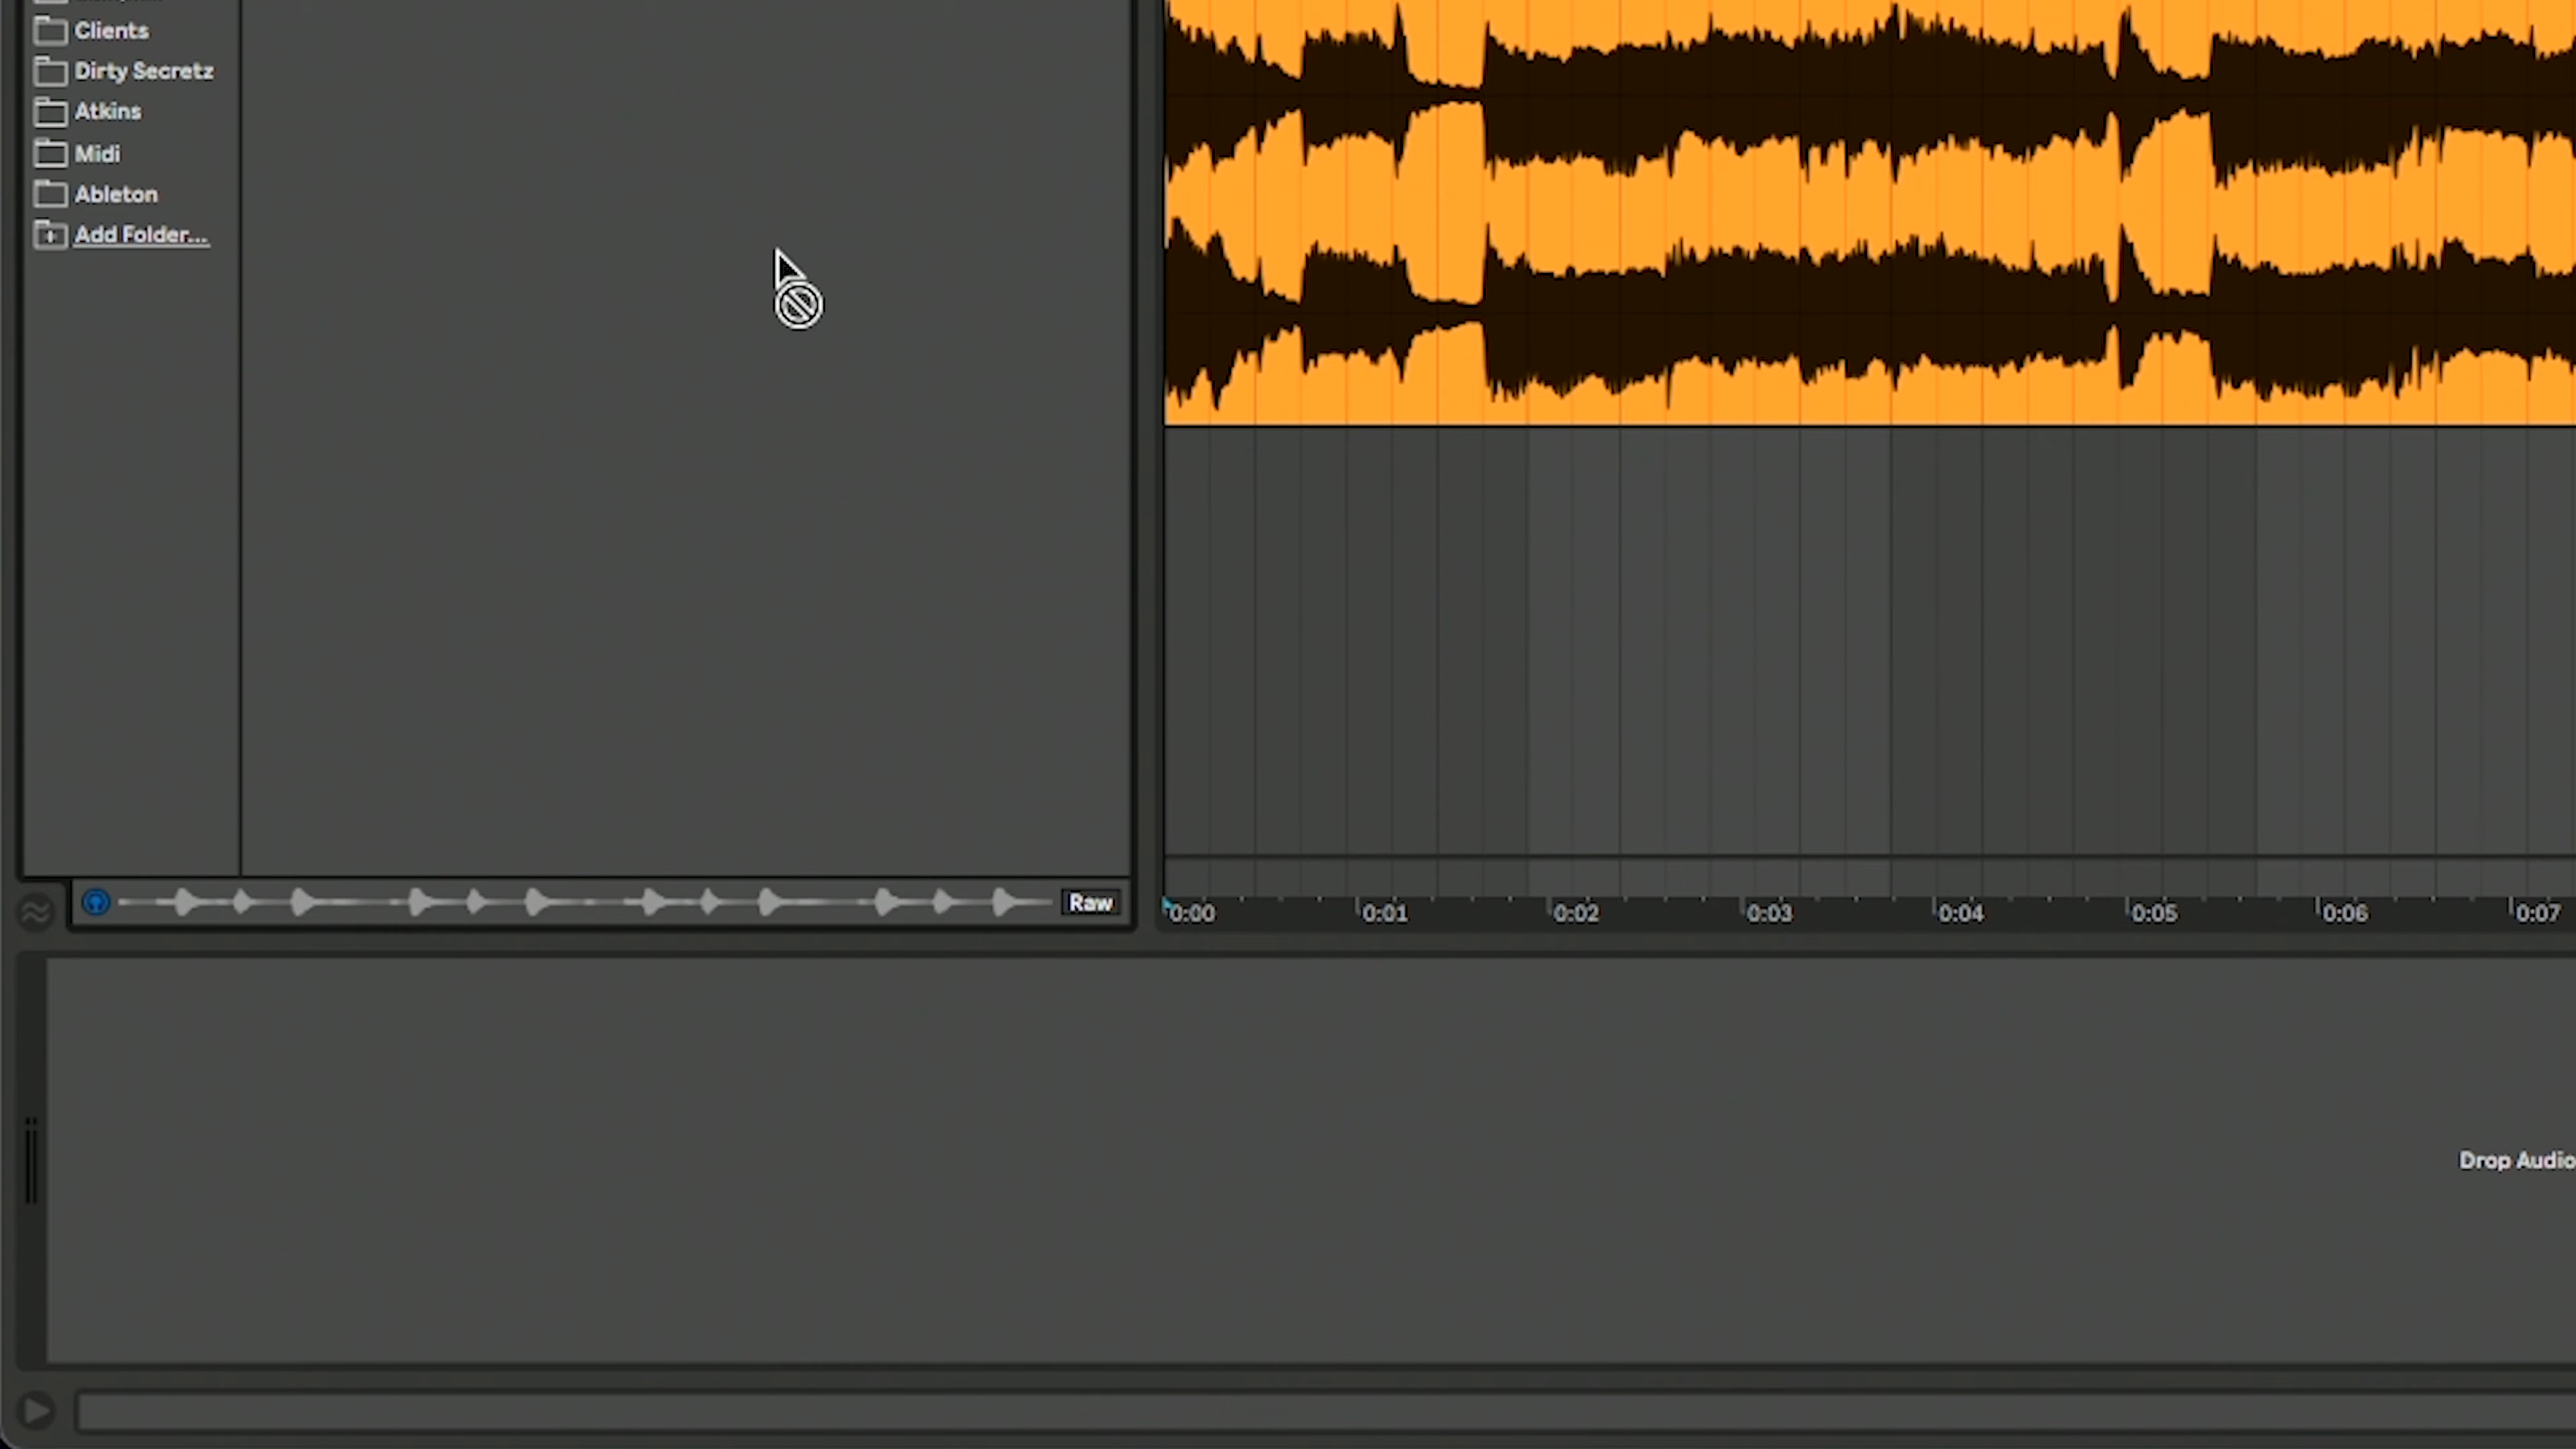 Clients
Dirty Secretz
Atkins
Midi
Ableton
Add Folder...
Raw
0:00 0:01 0:02 0:03 0:04 0:05 0:06 0:07
Drop Audio